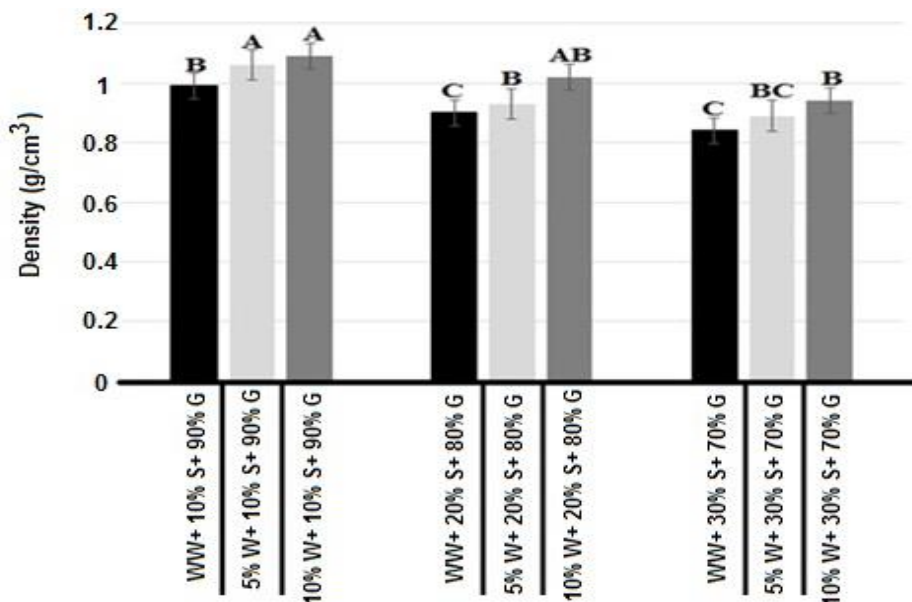 1.2
1
0.8
0.6
0.4
0.2
0
Density (g/cm³)
B
A
A
C
B
AB
C
BC
B
WW+ 10% S+ 90% G
5% W+ 10% S+ 90% G
10% W+ 10% S+ 90% G
WW+ 20% S+ 80% G
5% W+ 20% S+ 80% G
10% W+ 20% S+ 80% G
WW+ 30% S+ 70% G
5% W+ 30% S+ 70% G
10% W+ 30% S+ 70% G